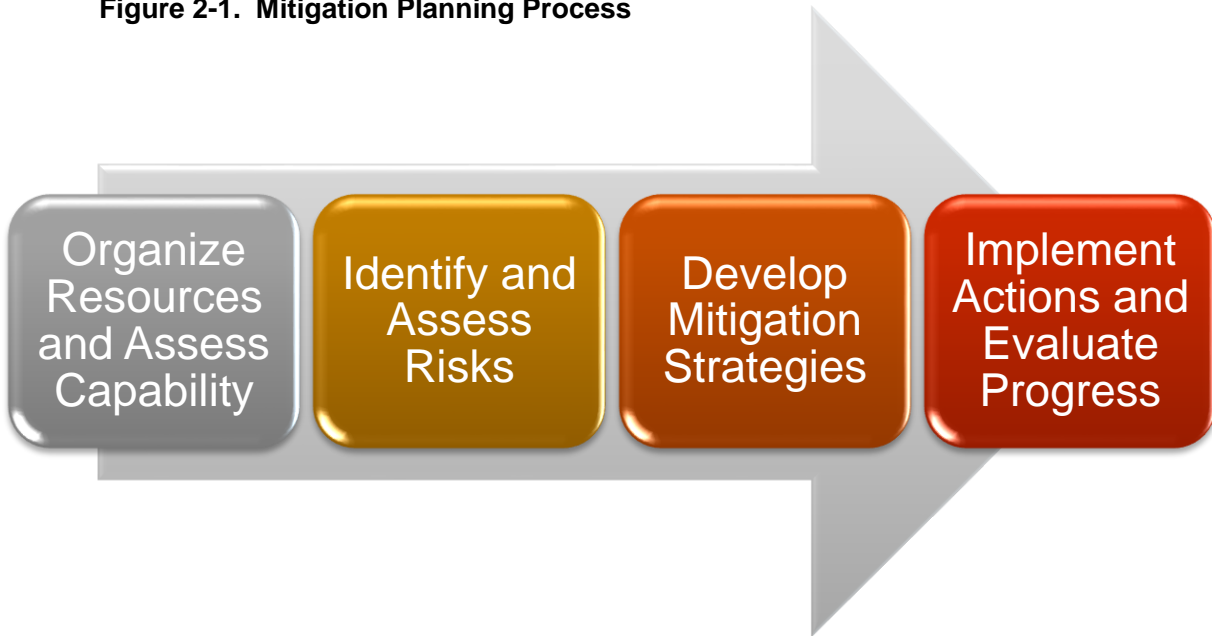 Figure 2-1. Mitigation Planning Process
Organize
Resources
and Assess
Capability
Identify and
Assess
Risks
Develop
Mitigation
Strategies
Implement
Actions and
Evaluate
Progress